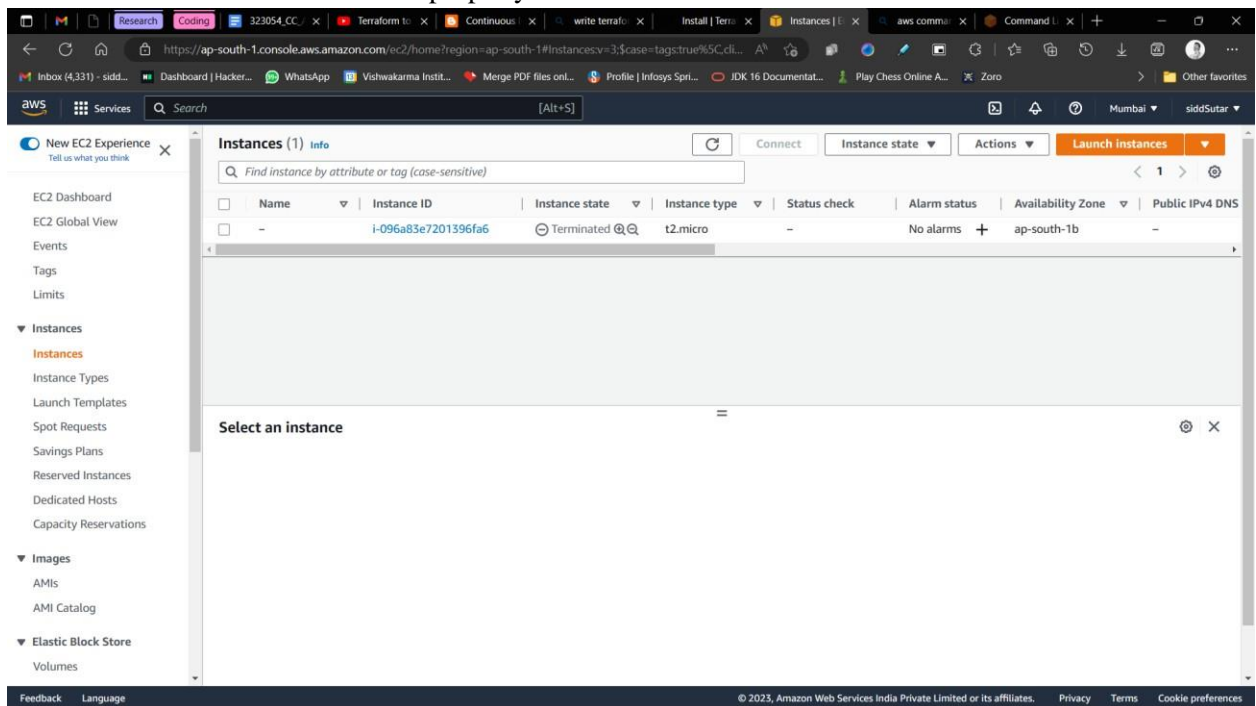 Research Coding 323054_CC_/ Terraform to Continuous write terrafo Install | Terra Instances | E aws comma Command Li
https://ap-south-1.console.aws.amazon.com/ec2/home?region=ap-south-1#Instances:v=3;$case=tags:true%5C,cli...
Inbox (4,331) - sidd... Dashboard | Hacker... WhatsApp Vishwakarma Instit... Merge PDF files onl... Profile | Infosys Spri... JDK 16 Documentat... Play Chess Online A... Zoro Other favorites
aws Services Search [Alt+S] Mumbai siddSutar
New EC2 Experience
Tell us what you think
EC2 Dashboard
EC2 Global View
Events
Tags
Limits
Instances
Instances
Instance Types
Launch Templates
Spot Requests
Savings Plans
Reserved Instances
Dedicated Hosts
Capacity Reservations
Images
AMIs
AMI Catalog
Elastic Block Store
Volumes
Instances (1) Info Connect Instance state Actions Launch instances
Find instance by attribute or tag (case-sensitive) 1
Name Instance ID Instance state Instance type Status check Alarm status Availability Zone Public IPv4 DNS
– i-096a83e7201396fa6 Terminated t2.micro – No alarms + ap-south-1b –
Select an instance
Feedback Language © 2023, Amazon Web Services India Private Limited or its affiliates. Privacy Terms Cookie preferences